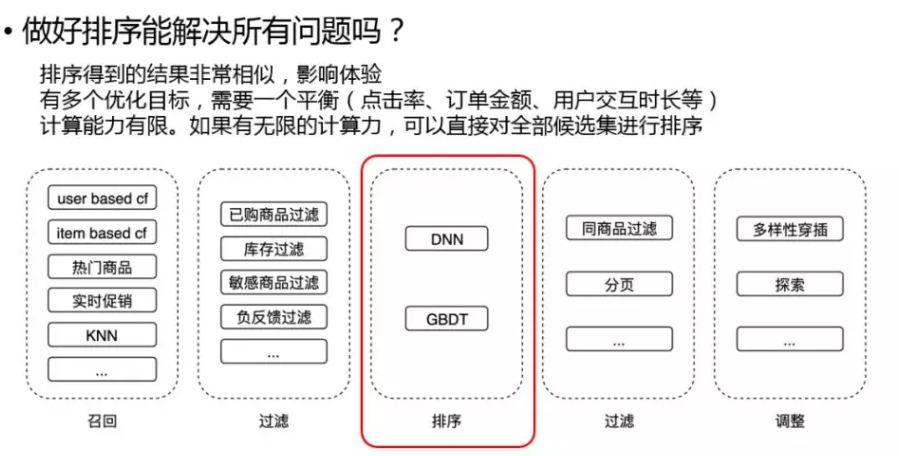 • 做好排序能解决所有问题吗？
排序得到的结果非常相似，影响体验
有多个优化目标，需要一个平衡（点击率、订单金额、用户交互时长等）
计算能力有限。如果有无限的计算力，可以直接对全部候选集进行排序
user based cf
item based cf
热门商品
实时促销
KNN
...
召回
已购商品过滤
库存过滤
敏感商品过滤
负反馈过滤
...
过滤
DNN
GBDT
排序
同商品过滤
分页
...
过滤
多样性穿插
探索
...
调整